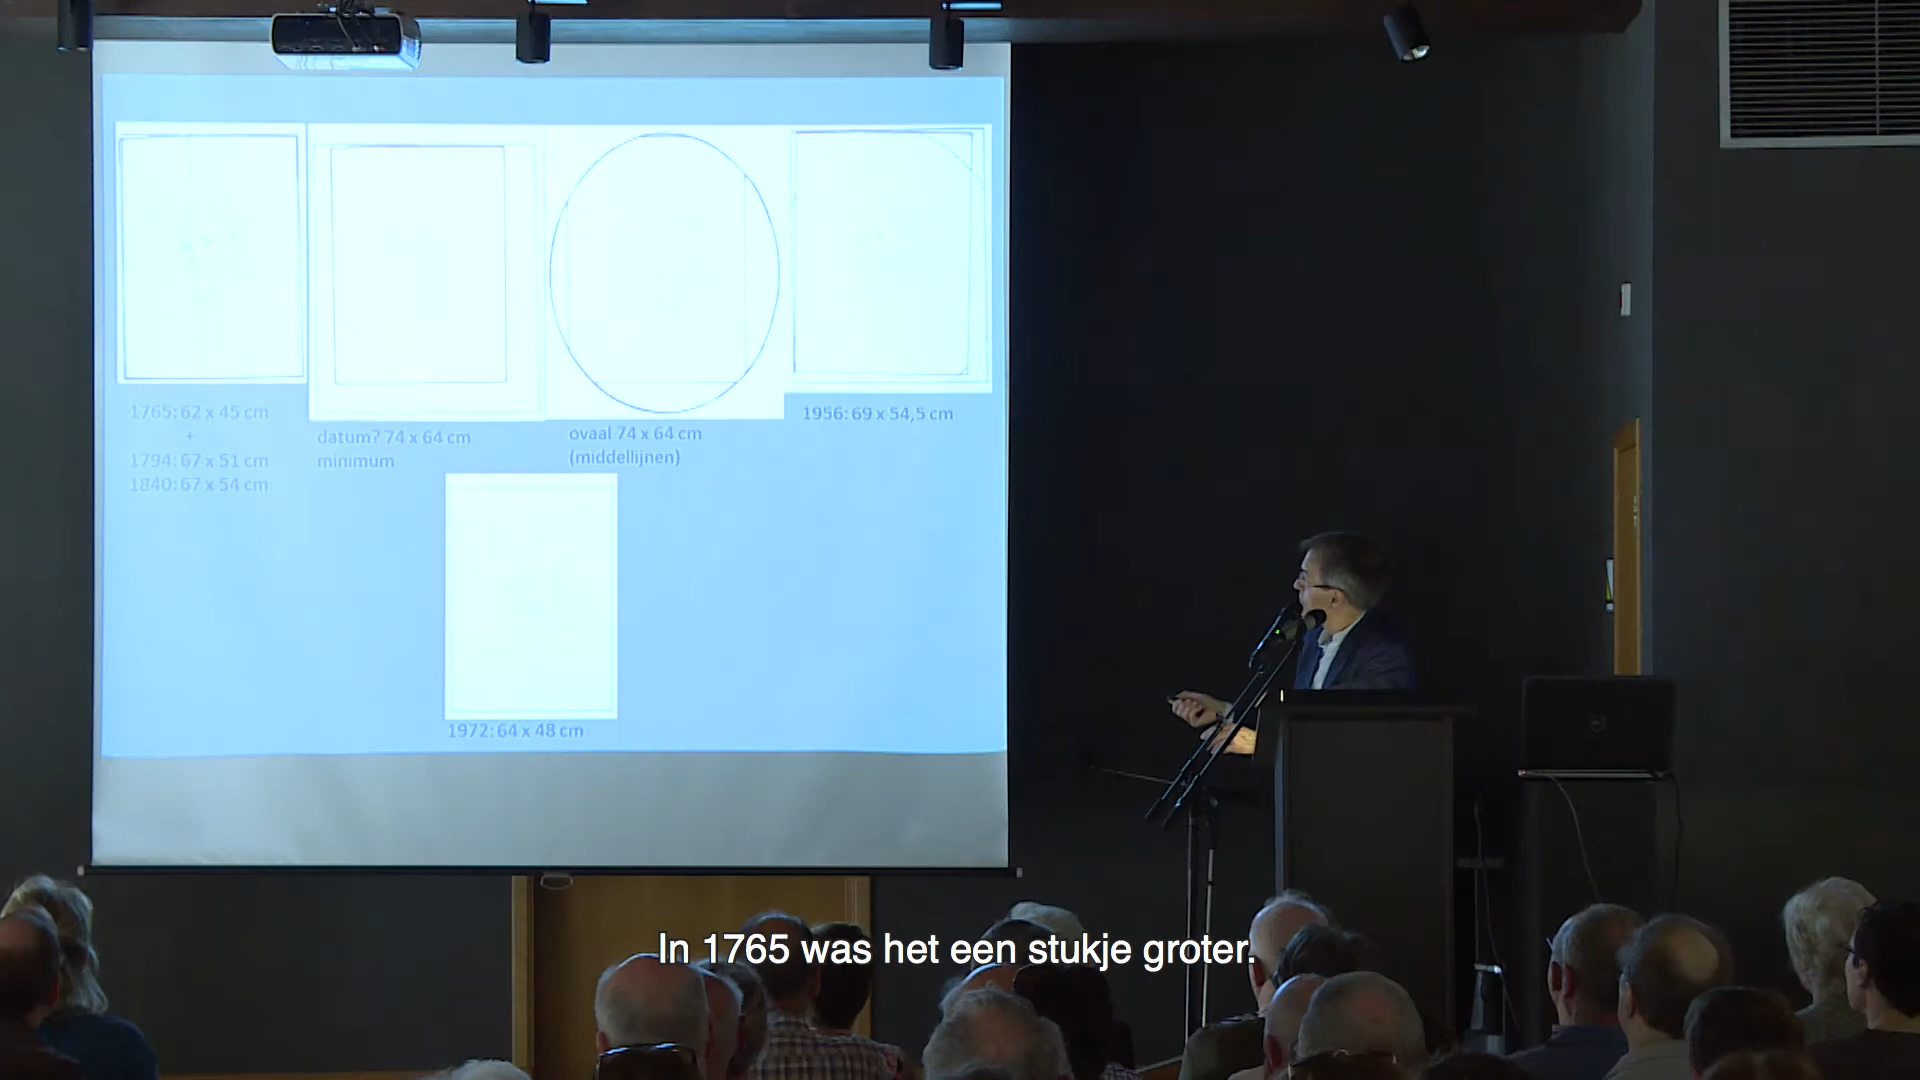 1765: 62 x 45 cm
+
1794: 67 x 51 cm
1840: 67 x 54 cm
datum? 74 x 64 cm
minimum
ovaal 74 x 64 cm
(middellijnen)
1956: 69 x 54,5 cm
1972: 64 x 48 cm
In 1765 was het een stukje groter.